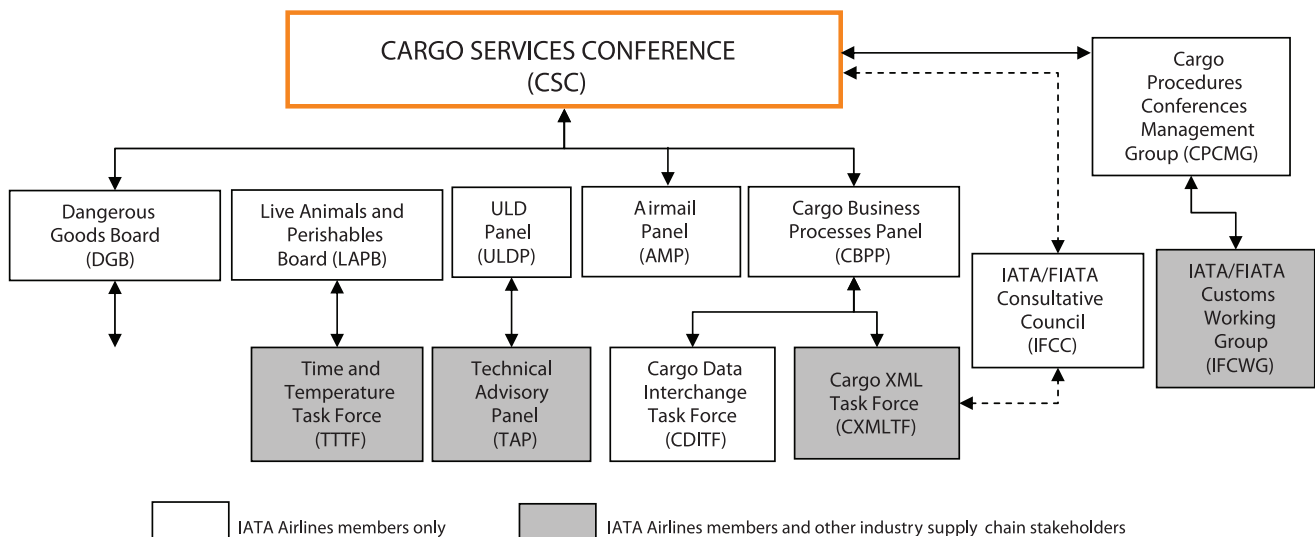 CARGO SERVICES CONFERENCE
(CSC)
Cargo
Procedures
Conferences
Management
Group (CPCMG)
Dangerous
Goods Board
(DGB)
Live Animals and
Perishables
Board (LAPB)
ULD
Panel
(ULDP)
Airmail
Panel
(AMP)
Cargo Business
Processes Panel
(CBPP)
IATA/FIATA
Consultative
Council
(IFCC)
IATA/FIATA
Customs
Working
Group
(IFCWG)
Time and
Temperature
Task Force
(TTTF)
Technical
Advisory
Panel
(TAP)
Cargo Data
Interchange
Task Force
(CDITF)
Cargo XML
Task Force
(CXMLTF)
IATA Airlines members only
IATA Airlines members and other industry supply chain stakeholders